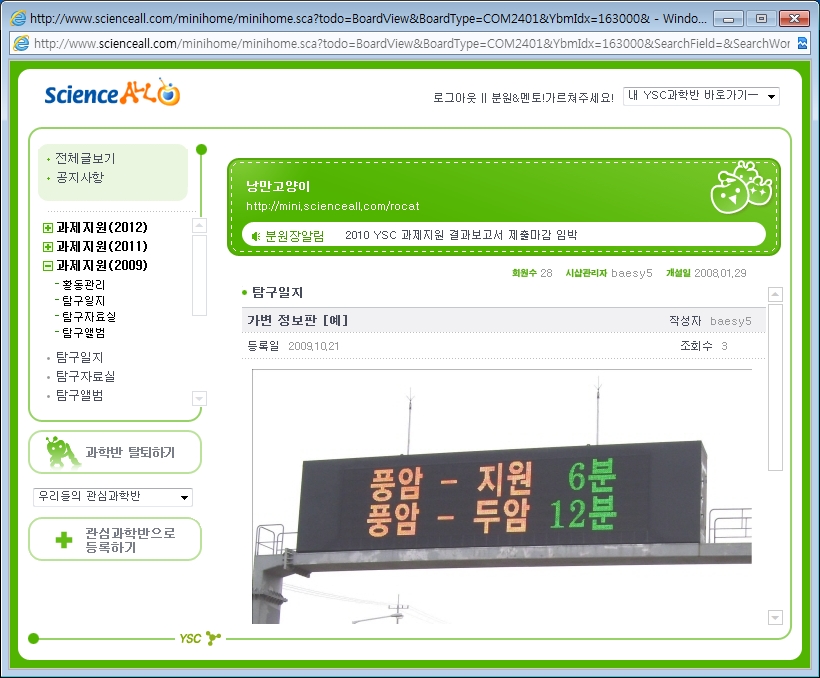 http://www.scienceall.com/minihome/minihome.sca?todo=BoardView&BoardType=COM2401&YbmIdx=163000& - Windo...
http://www.scienceall.com/minihome/minihome.sca?todo=BoardView&BoardType=COM2401&YbmIdx=163000&SearchField=&SearchWor
Science
로그아웃 || 분원&멘토!가르쳐주세요!
내 YSC과학반 바로가기
전체글보기
공지사항
과제지원(2012)
과제지원(2011)
과제지원(2009)
활동관리
탐구일지
탐구자료실
탐구앨범
탐구일지
탐구자료실
탐구앨범
과학반 탈퇴하기
우리들의 관심과학반
관심과학반으로
등록하기
낭만고양이
http://mini.scienceall.com/rocat
분원장알림 2010 YSC 과제지원 결과보고서 제출마감 임박
회원수 28 시샵관리자 baesy5 개설일 2008.01.29
탐구일지
가변 정보판 [예] 작성자 baesy5
등록일 2009.10.21 조회수 3
풍암 - 지원 6분
풍암 - 두암 12분
YSC